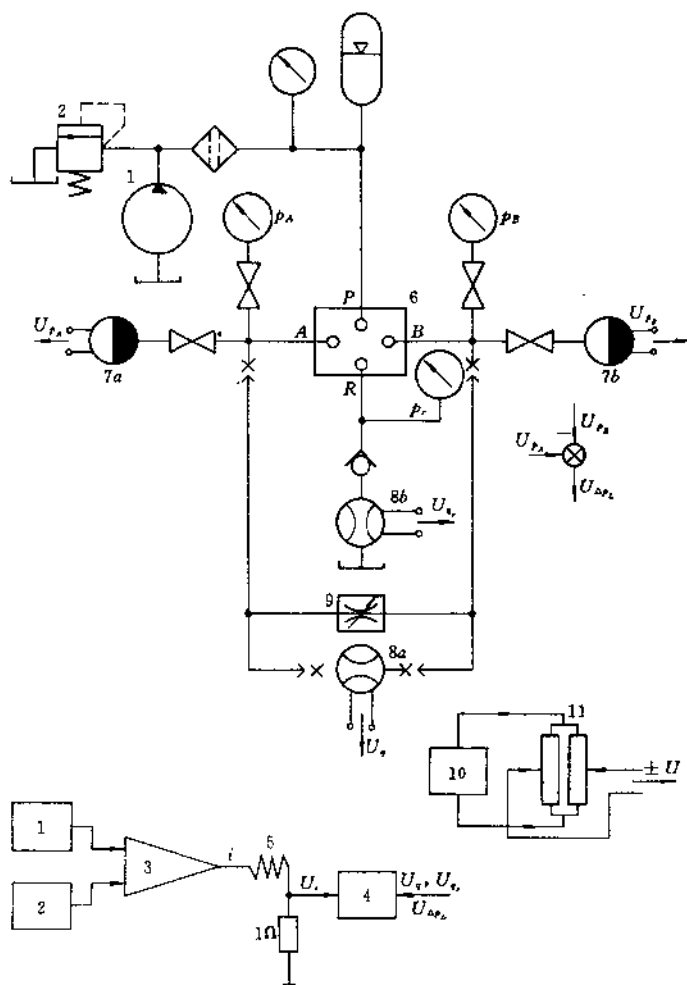 2
1
p_A
p_B
P
6
U_{p_A}
A
B
U_{p_B}
7a
R
7b
p_r
U_{p_B}
−
U_{p_A}
8b
U_{q_r}
U_{Δp_L}
9
8a
U_q
11
10
± U
1
3
i
5
2
U_i
4
U_q, U_{q_r}
U_{Δp_L}
1Ω